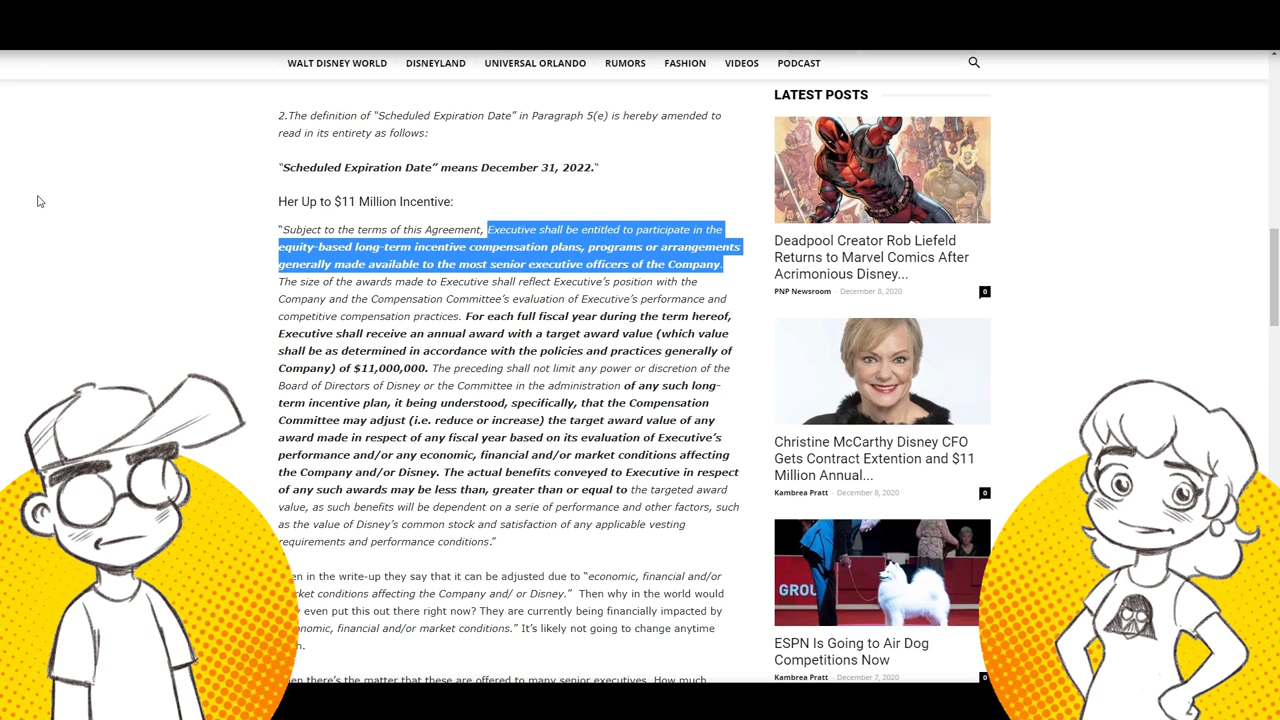 WALT DISNEY WORLD DISNEYLAND UNIVERSAL ORLANDO RUMORS FASHION VIDEOS PODCAST
2.The definition of “Scheduled Expiration Date” in Paragraph 5(e) is hereby amended to
read in its entirety as follows:
“Scheduled Expiration Date” means December 31, 2022.“
Her Up to $11 Million Incentive:
“Subject to the terms of this Agreement, Executive shall be entitled to participate in the
equity-based long-term incentive compensation plans, programs or arrangements
generally made available to the most senior executive officers of the Company.
The size of the awards made to Executive shall reflect Executive’s position with the
Company and the Compensation Committee’s evaluation of Executive’s performance and
competitive compensation practices. For each full fiscal year during the term hereof,
Executive shall receive an annual award with a target award value (which value
shall be as determined in accordance with the policies and practices generally of
Company) of $11,000,000. The preceding shall not limit any power or discretion of the
Board of Directors of Disney or the Committee in the administration of any such long-
term incentive plan, it being understood, specifically, that the Compensation
Committee may adjust (i.e. reduce or increase) the target award value of any
award made in respect of any fiscal year based on its evaluation of Executive’s
performance and/or any economic, financial and/or market conditions affecting
the Company and/or Disney. The actual benefits conveyed to Executive in respect
of any such awards may be less than, greater than or equal to the targeted award
value, as such benefits will be dependent on a serie of performance and other factors, such
as the value of Disney’s common stock and satisfaction of any applicable vesting
requirements and performance conditions.”
in the write-up they say that it can be adjusted due to “economic, financial and/or
conditions affecting the Company and/ or Disney.” Then why in the world would
even put this out there right now? They are currently being financially impacted by
financial and/or market conditions.” It’s likely not going to change anytime
there’s the matter that these are offered to many senior executives. How much
LATEST POSTS
Deadpool Creator Rob Liefeld
Returns to Marvel Comics After
Acrimonious Disney...
PNP Newsroom - December 8, 2020 0
Christine McCarthy Disney CFO
Gets Contract Extention and $11
Million Annual...
Kambrea Pratt - December 8, 2020 0
GROU
ESPN Is Going to Air Dog
Competitions Now
Kambrea Pratt - December 7, 2020 0